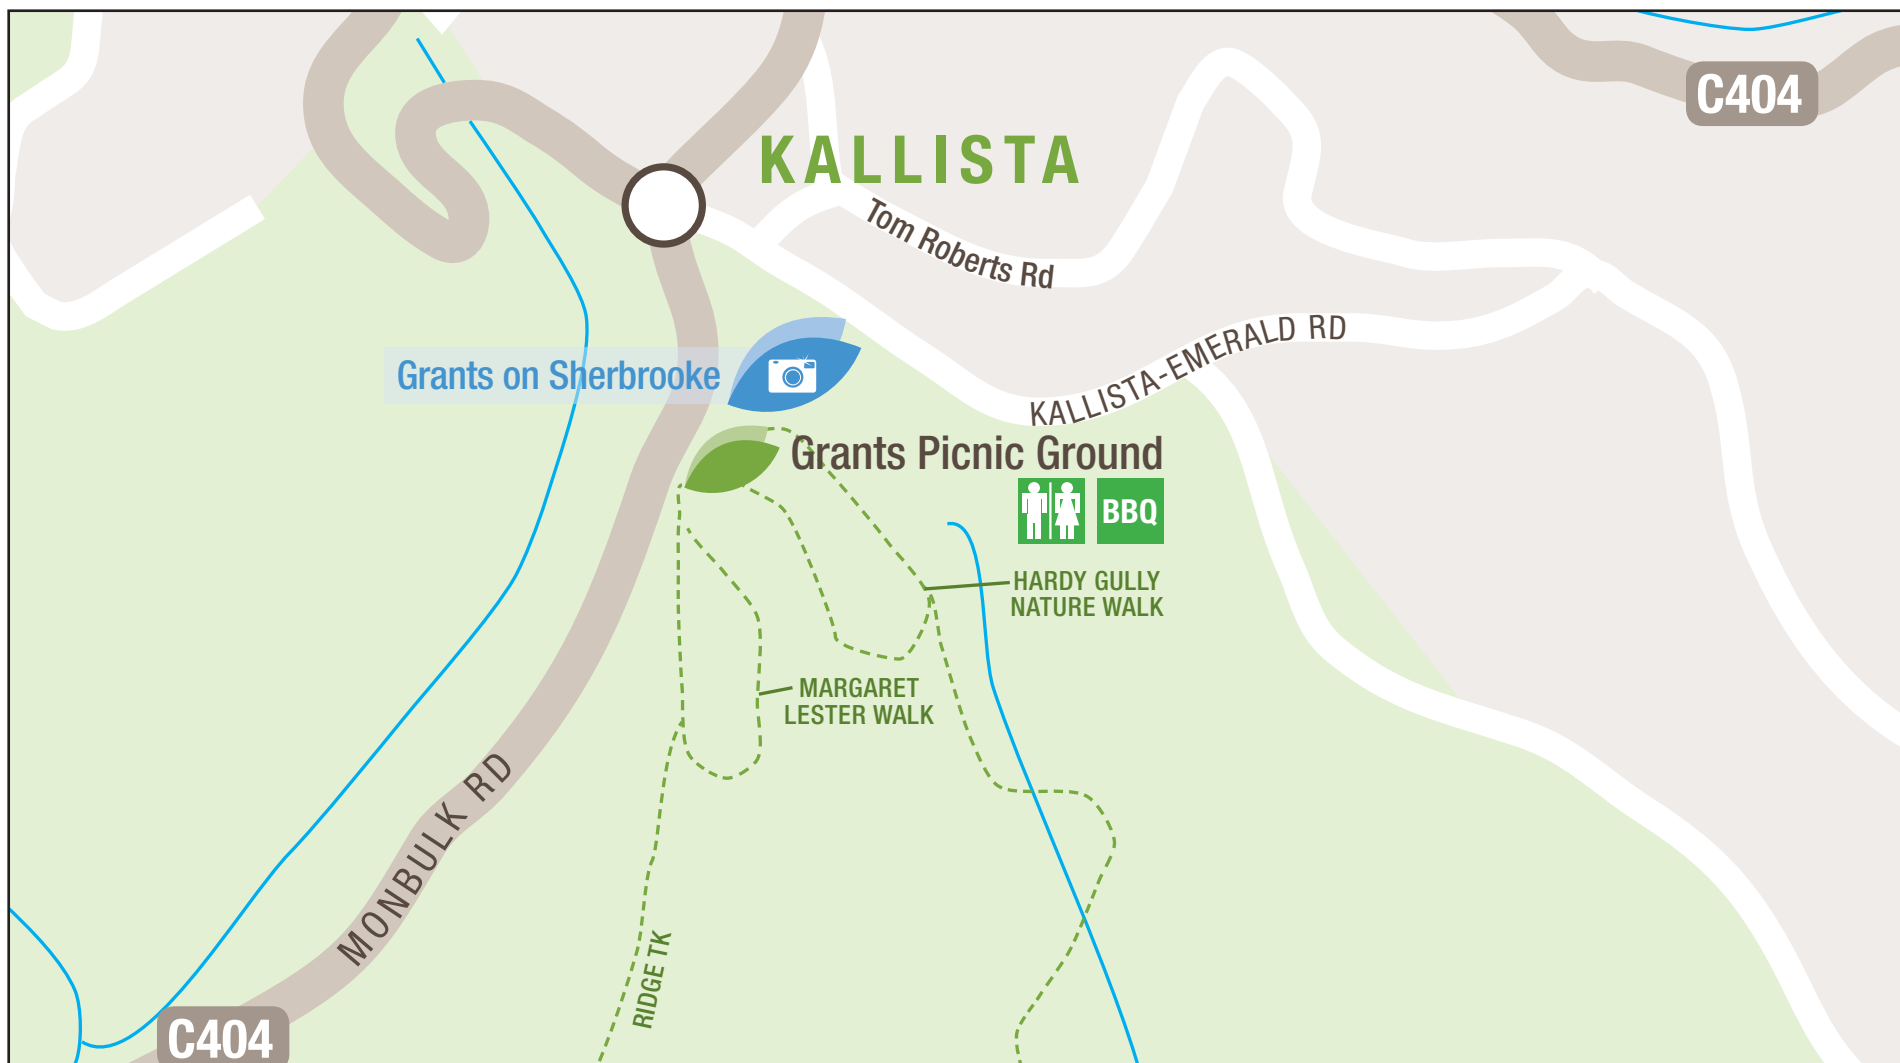 C404
KALLISTA
Tom Roberts Rd
KALLISTA-EMERALD RD
Grants on Sherbrooke
Grants Picnic Ground
BBQ
HARDY GULLY
NATURE WALK
MARGARET
LESTER WALK
MONBULK RD
RIDGE TK
C404